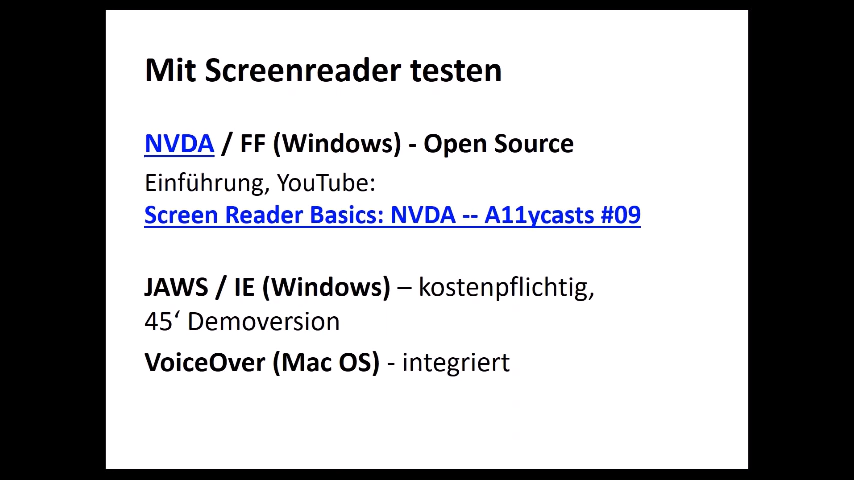 Mit Screenreader testen
NVDA / FF (Windows) - Open Source
Einführung, YouTube:
Screen Reader Basics: NVDA -- A11ycasts #09
JAWS / IE (Windows) – kostenpflichtig,
45‘ Demoversion
VoiceOver (Mac OS) - integriert